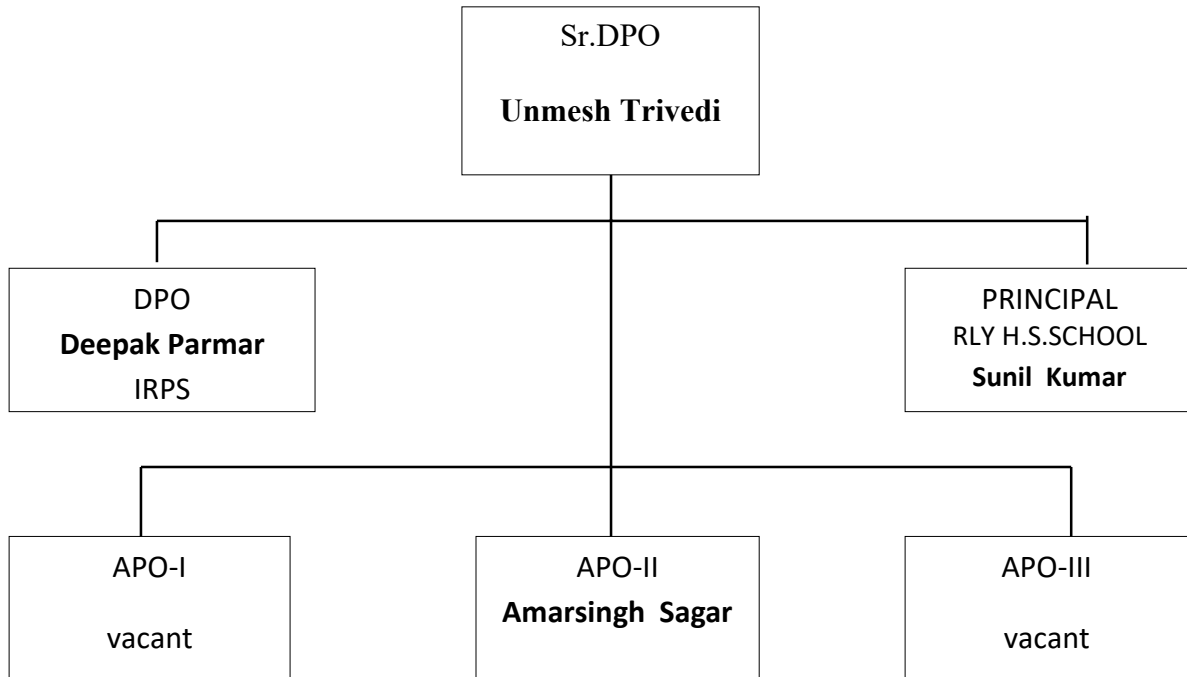 Sr.DPO
Unmesh Trivedi
DPO
Deepak Parmar
IRPS
PRINCIPAL
RLY H.S.SCHOOL
Sunil Kumar
APO-I
vacant
APO-II
Amarsingh Sagar
APO-III
vacant